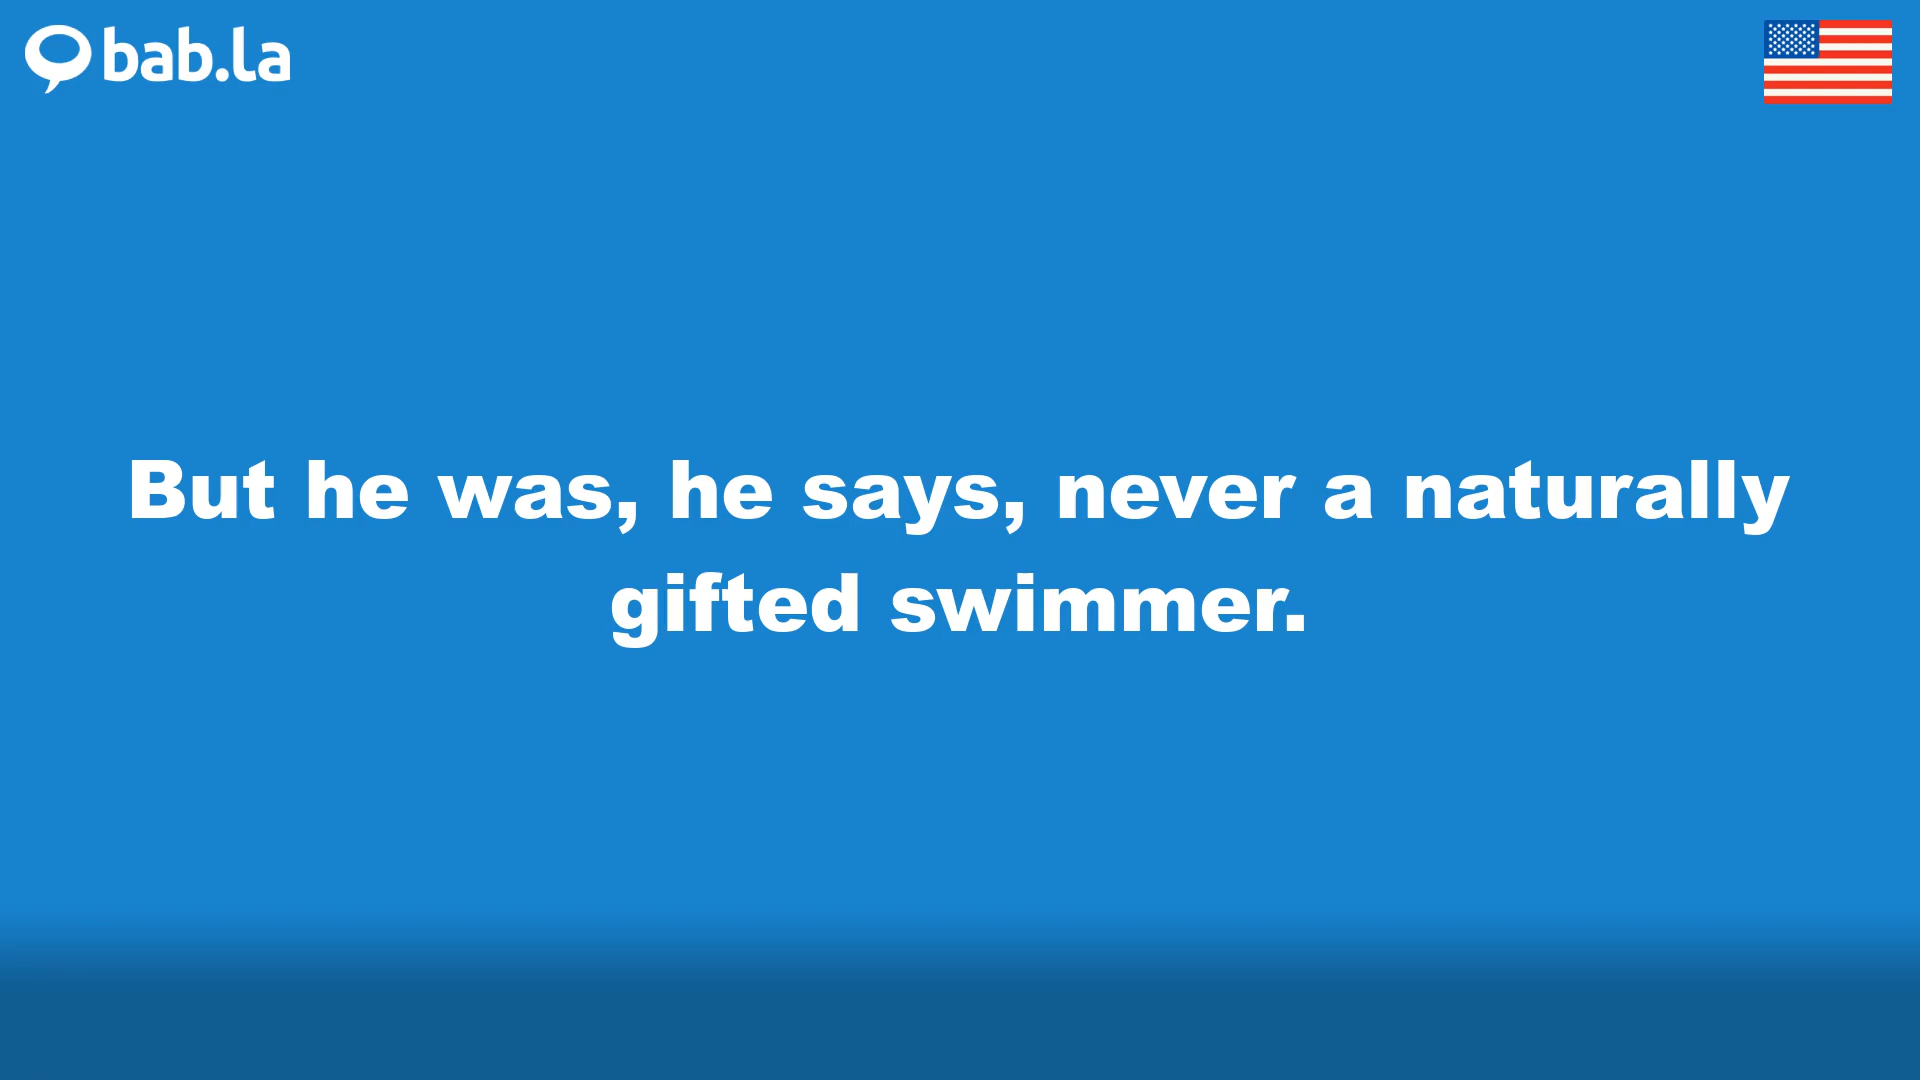 bab.la
But he was, he says, never a naturally
gifted swimmer.